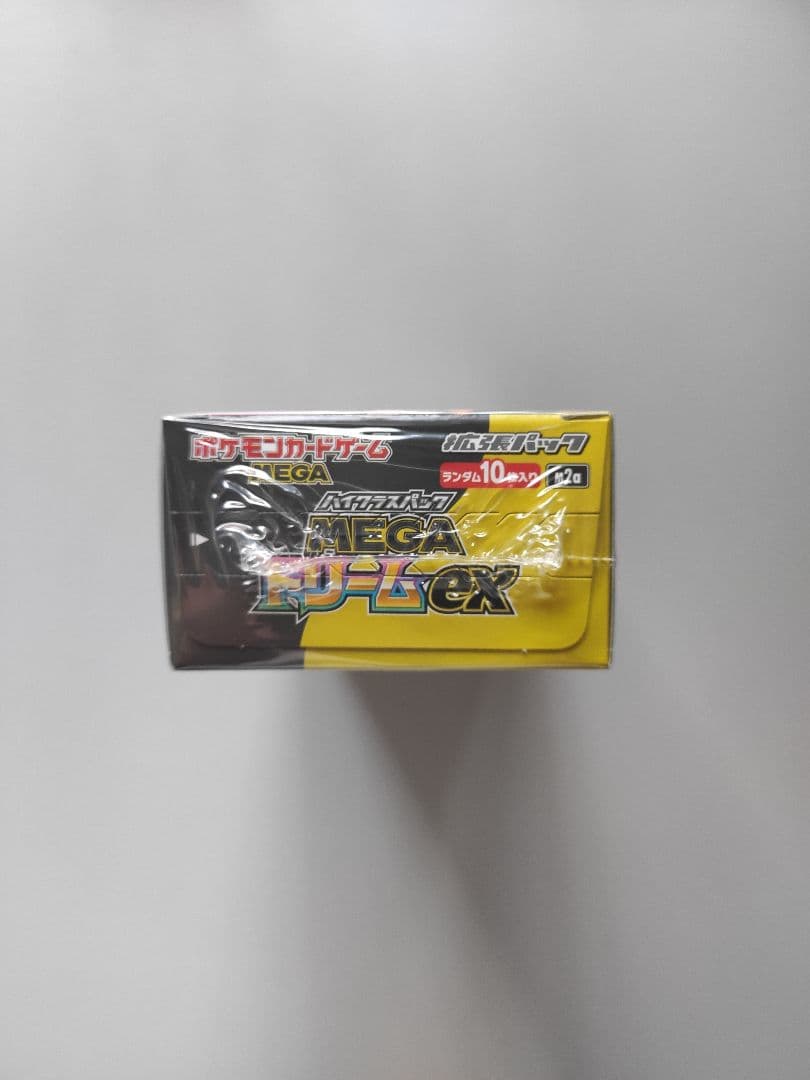 ポケモンカードゲーム 拡張パック
MEGA ランダム10枚入り m2a
ハイクラスパック
MEGA
ドリームex